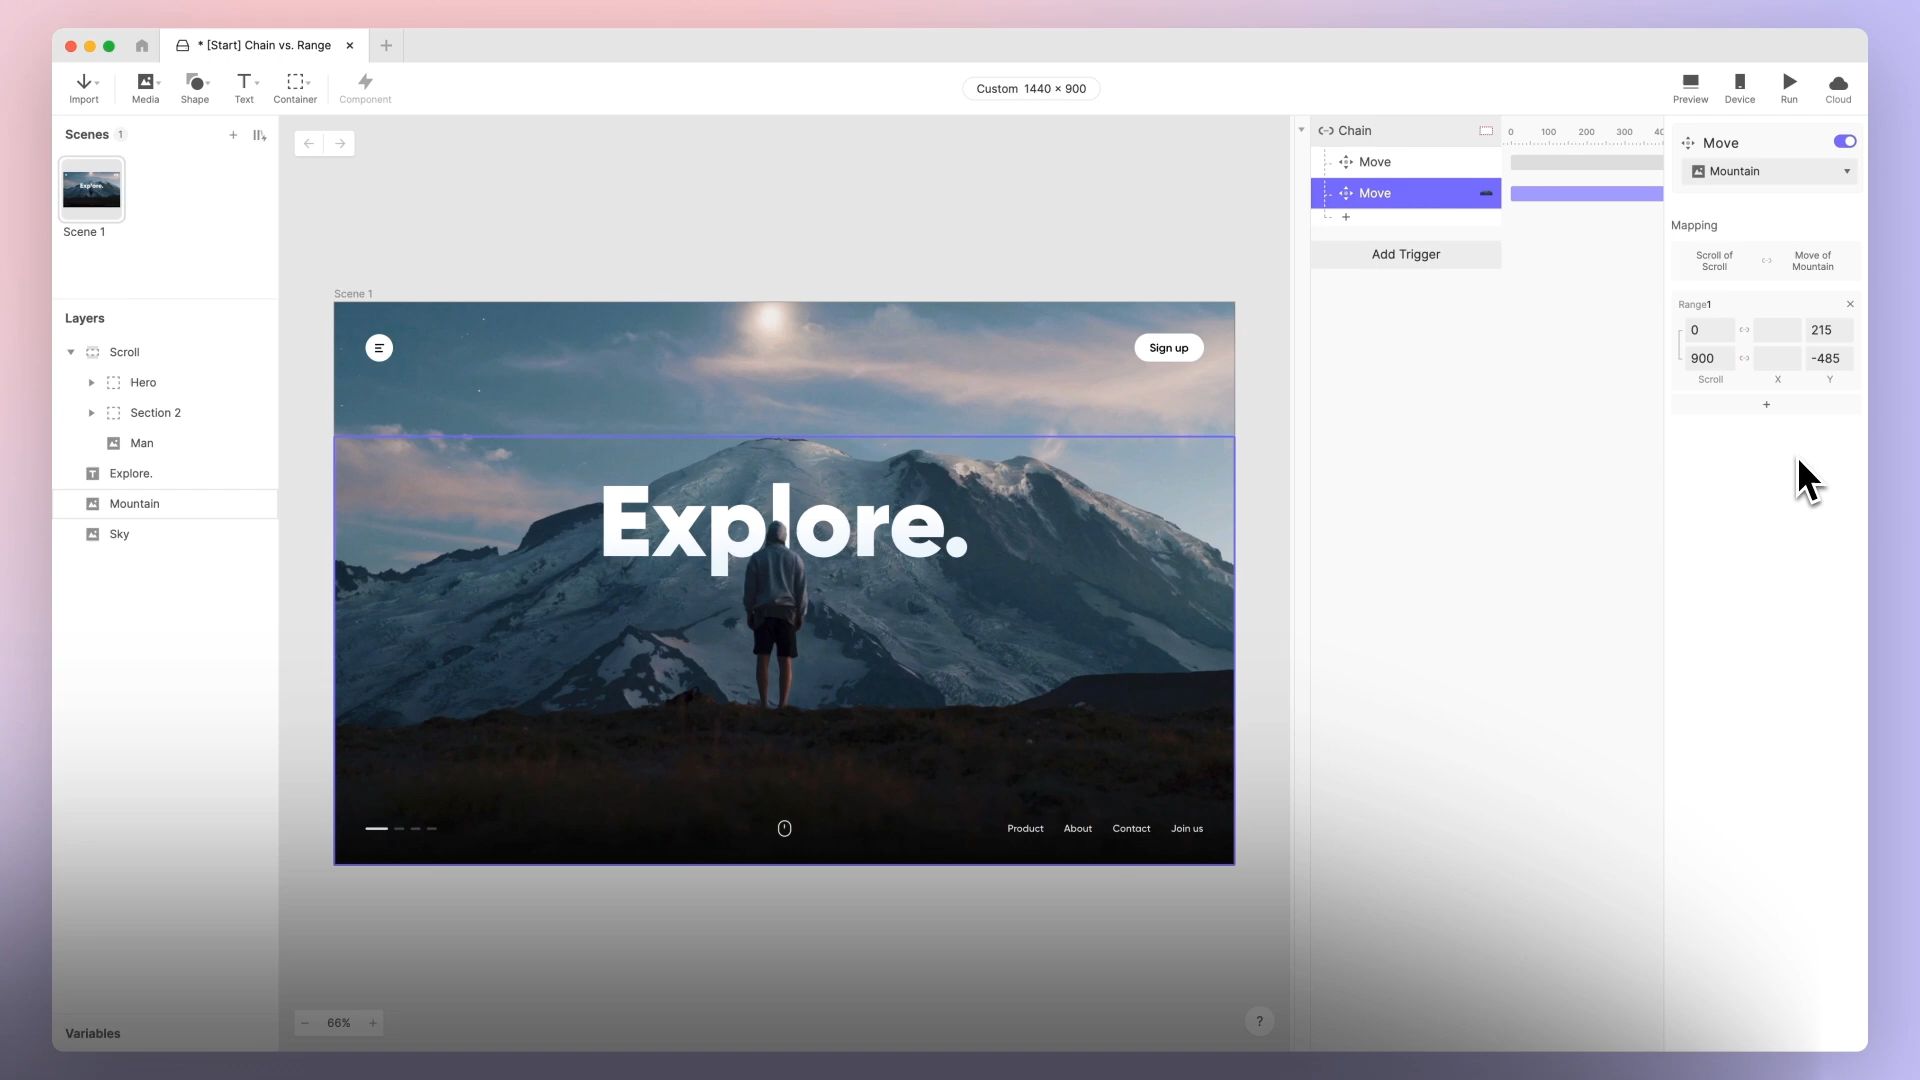 * [Start] Chain vs. Range
Import
Media
Shape
Text
Container
Component
Custom 1440 × 900
Preview
Device
Run
Cloud
Scenes 1
Explore.
Scene 1
Layers
Scroll
Hero
Section 2
Man
Explore.
Mountain
Sky
Variables
Scene 1
Sign up
Explore.
Product About Contact Join us
66%
?
Chain
Move
Move
Add Trigger
0 100 200 300
Move
Mountain
Mapping
Scroll of
Scroll
Move of
Mountain
Range1
0 215
900 -485
Scroll X Y